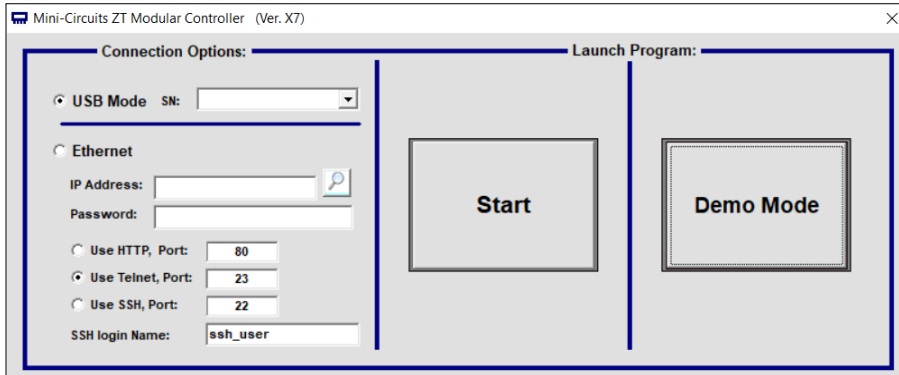 Mini-Circuits ZT Modular Controller (Ver. X7)
Connection Options:
Launch Program:
USB Mode SN:
Ethernet
IP Address:
Password:
Use HTTP, Port: 80
Use Telnet, Port: 23
Use SSH, Port: 22
SSH login Name: ssh_user
Start
Demo Mode